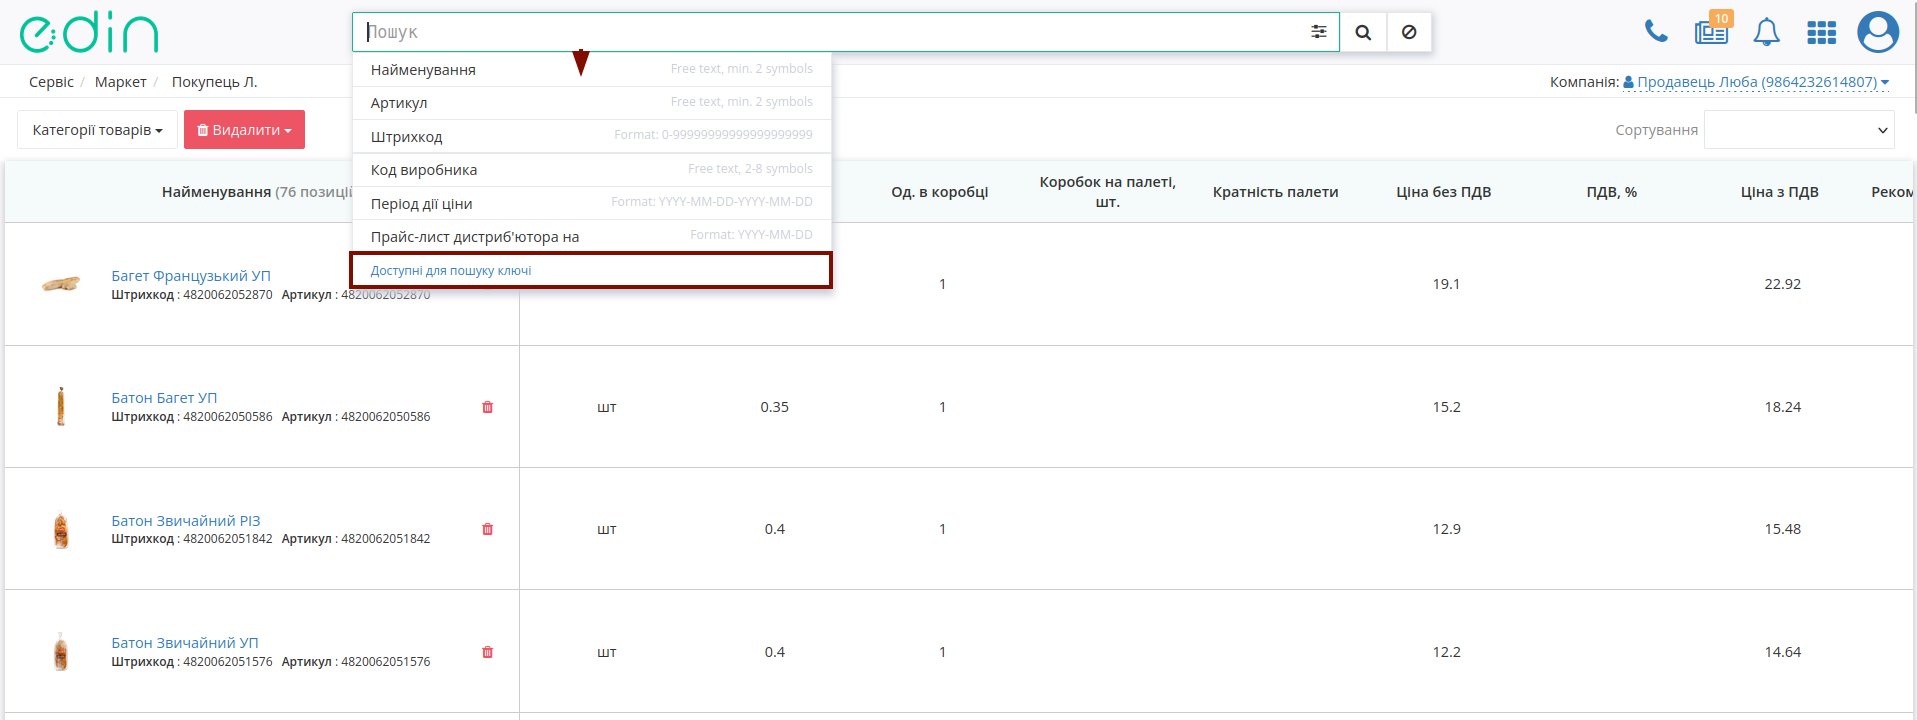 edin
Пошук
10
Найменування Free text, min. 2 symbols
Артикул Free text, min. 2 symbols
Штрихкод Format: 0-99999999999999999999
Код виробника Free text, 2-8 symbols
Період дії ціни Format: YYYY-MM-DD-YYYY-MM-DD
Прайс-лист дистриб'ютора на Format: YYYY-MM-DD
Доступні для пошуку ключі
Сервіс / Маркет / Покупець Л.
Компанія: Продавець Люба (9864232614807)
Категорії товарів
Видалити
Сортування
Найменування (76 позицій
Од. в коробці
Коробок на палеті,
шт.
Кратність палети
Ціна без ПДВ
ПДВ, %
Ціна з ПДВ
Реком
Багет Французький УП
Штрихкод : 4820062052870 Артикул : 4820062052870
1 19.1 22.92
Батон Багет УП
Штрихкод : 4820062050586 Артикул : 4820062050586
шт 0.35 1 15.2 18.24
Батон Звичайний РІЗ
Штрихкод : 4820062051842 Артикул : 4820062051842
шт 0.4 1 12.9 15.48
Батон Звичайний УП
Штрихкод : 4820062051576 Артикул : 4820062051576
шт 0.4 1 12.2 14.64